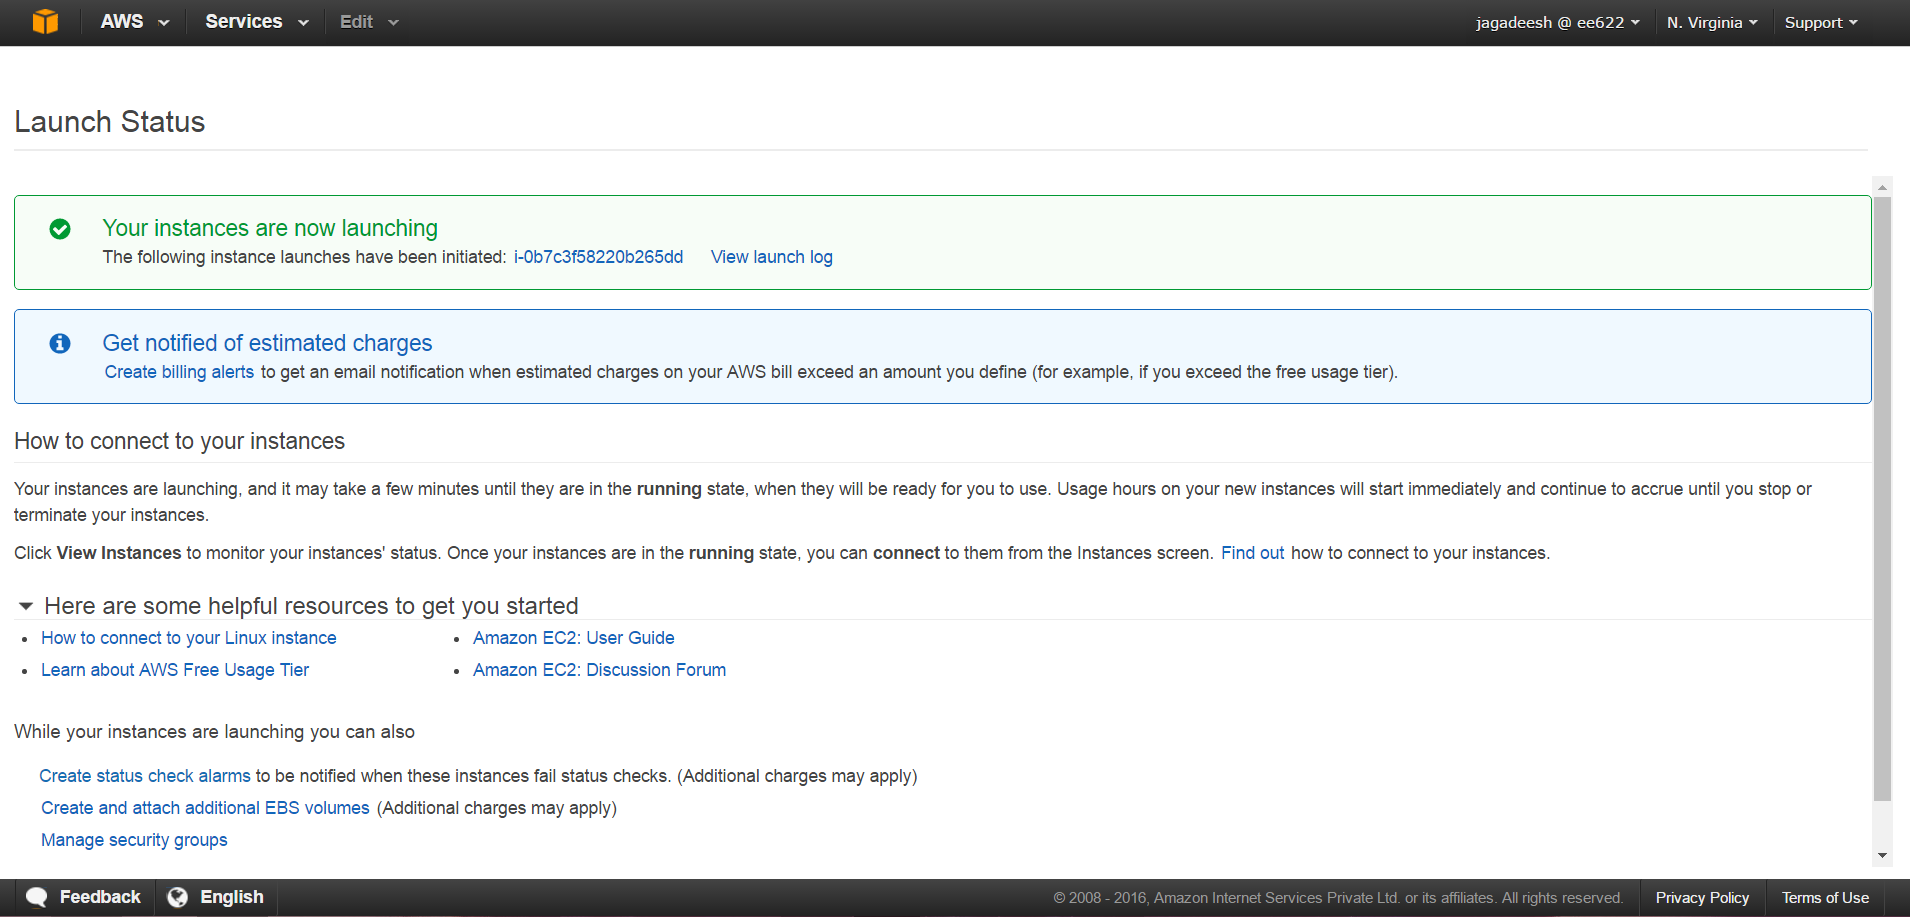 AWS Services Edit jagadeesh @ ee622 N. Virginia Support
Launch Status
Your instances are now launching
The following instance launches have been initiated: i-0b7c3f58220b265dd View launch log
Get notified of estimated charges
Create billing alerts to get an email notification when estimated charges on your AWS bill exceed an amount you define (for example, if you exceed the free usage tier).
How to connect to your instances
Your instances are launching, and it may take a few minutes until they are in the running state, when they will be ready for you to use. Usage hours on your new instances will start immediately and continue to accrue until you stop or
terminate your instances.
Click View Instances to monitor your instances' status. Once your instances are in the running state, you can connect to them from the Instances screen. Find out how to connect to your instances.
Here are some helpful resources to get you started
How to connect to your Linux instance
Amazon EC2: User Guide
Learn about AWS Free Usage Tier
Amazon EC2: Discussion Forum
While your instances are launching you can also
Create status check alarms to be notified when these instances fail status checks. (Additional charges may apply)
Create and attach additional EBS volumes (Additional charges may apply)
Manage security groups
Feedback English © 2008 - 2016, Amazon Internet Services Private Ltd. or its affiliates. All rights reserved. Privacy Policy Terms of Use